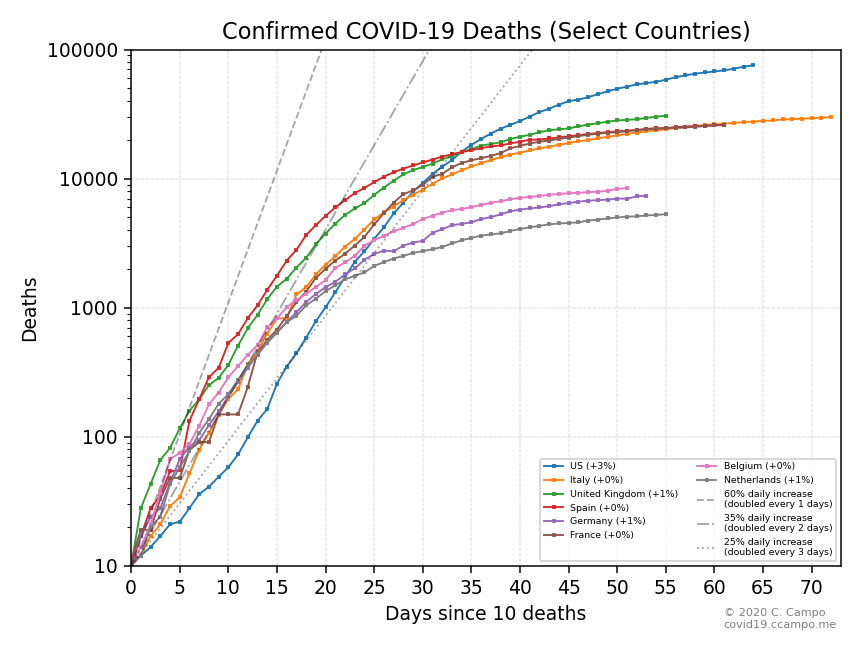 Confirmed COVID-19 Deaths (Select Countries)
100000
10000
1000
100
10
Deaths
0 5 10 15 20 25 30 35 40 45 50 55 60 65 70
Days since 10 deaths
US (+3%)
Italy (+0%)
United Kingdom (+1%)
Spain (+0%)
Germany (+1%)
France (+0%)
Belgium (+0%)
Netherlands (+1%)
60% daily increase
(doubled every 1 days)
35% daily increase
(doubled every 2 days)
25% daily increase
(doubled every 3 days)
© 2020 C. Campo
covid19.ccampo.me